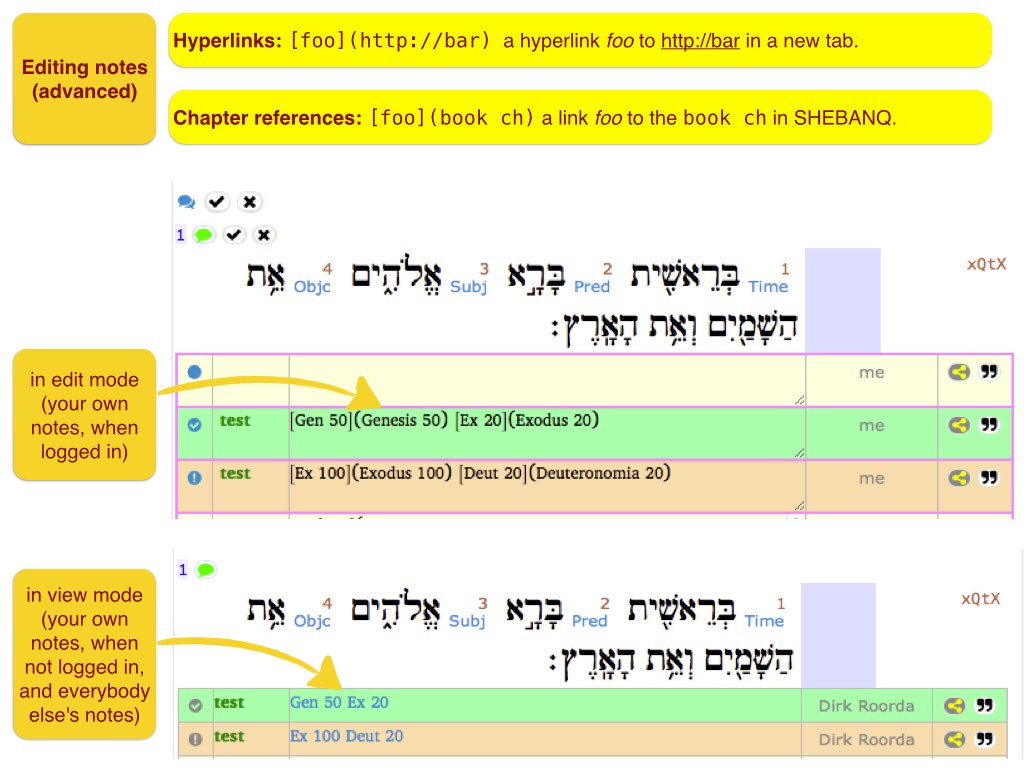 Editing notes
(advanced)
Hyperlinks: [foo](http://bar) a hyperlink foo to http://bar in a new tab.
Chapter references: [foo](book ch) a link foo to the book ch in SHEBANQ.
1
xQtX
1 Time בְּרֵאשִׁ֖ית 2 Pred בָּרָ֣א 3 Subj אֱלֹהִ֑ים 4 Objc אֵ֥ת
הַשָּׁמַ֖יִם וְאֵ֥ת הָאָֽרֶץ׃
in edit mode
(your own
notes, when
logged in)
me
test [Gen 50](Genesis 50) [Ex 20](Exodus 20) me
test [Ex 100](Exodus 100) [Deut 20](Deuteronomia 20) me
in view mode
(your own
notes, when
not logged in,
and everybody
else's notes)
1
xQtX
1 Time בְּרֵאשִׁ֖ית 2 Pred בָּרָ֣א 3 Subj אֱלֹהִ֑ים 4 Objc אֵ֥ת
הַשָּׁמַ֖יִם וְאֵ֥ת הָאָֽרֶץ׃
test Gen 50 Ex 20 Dirk Roorda
test Ex 100 Deut 20 Dirk Roorda